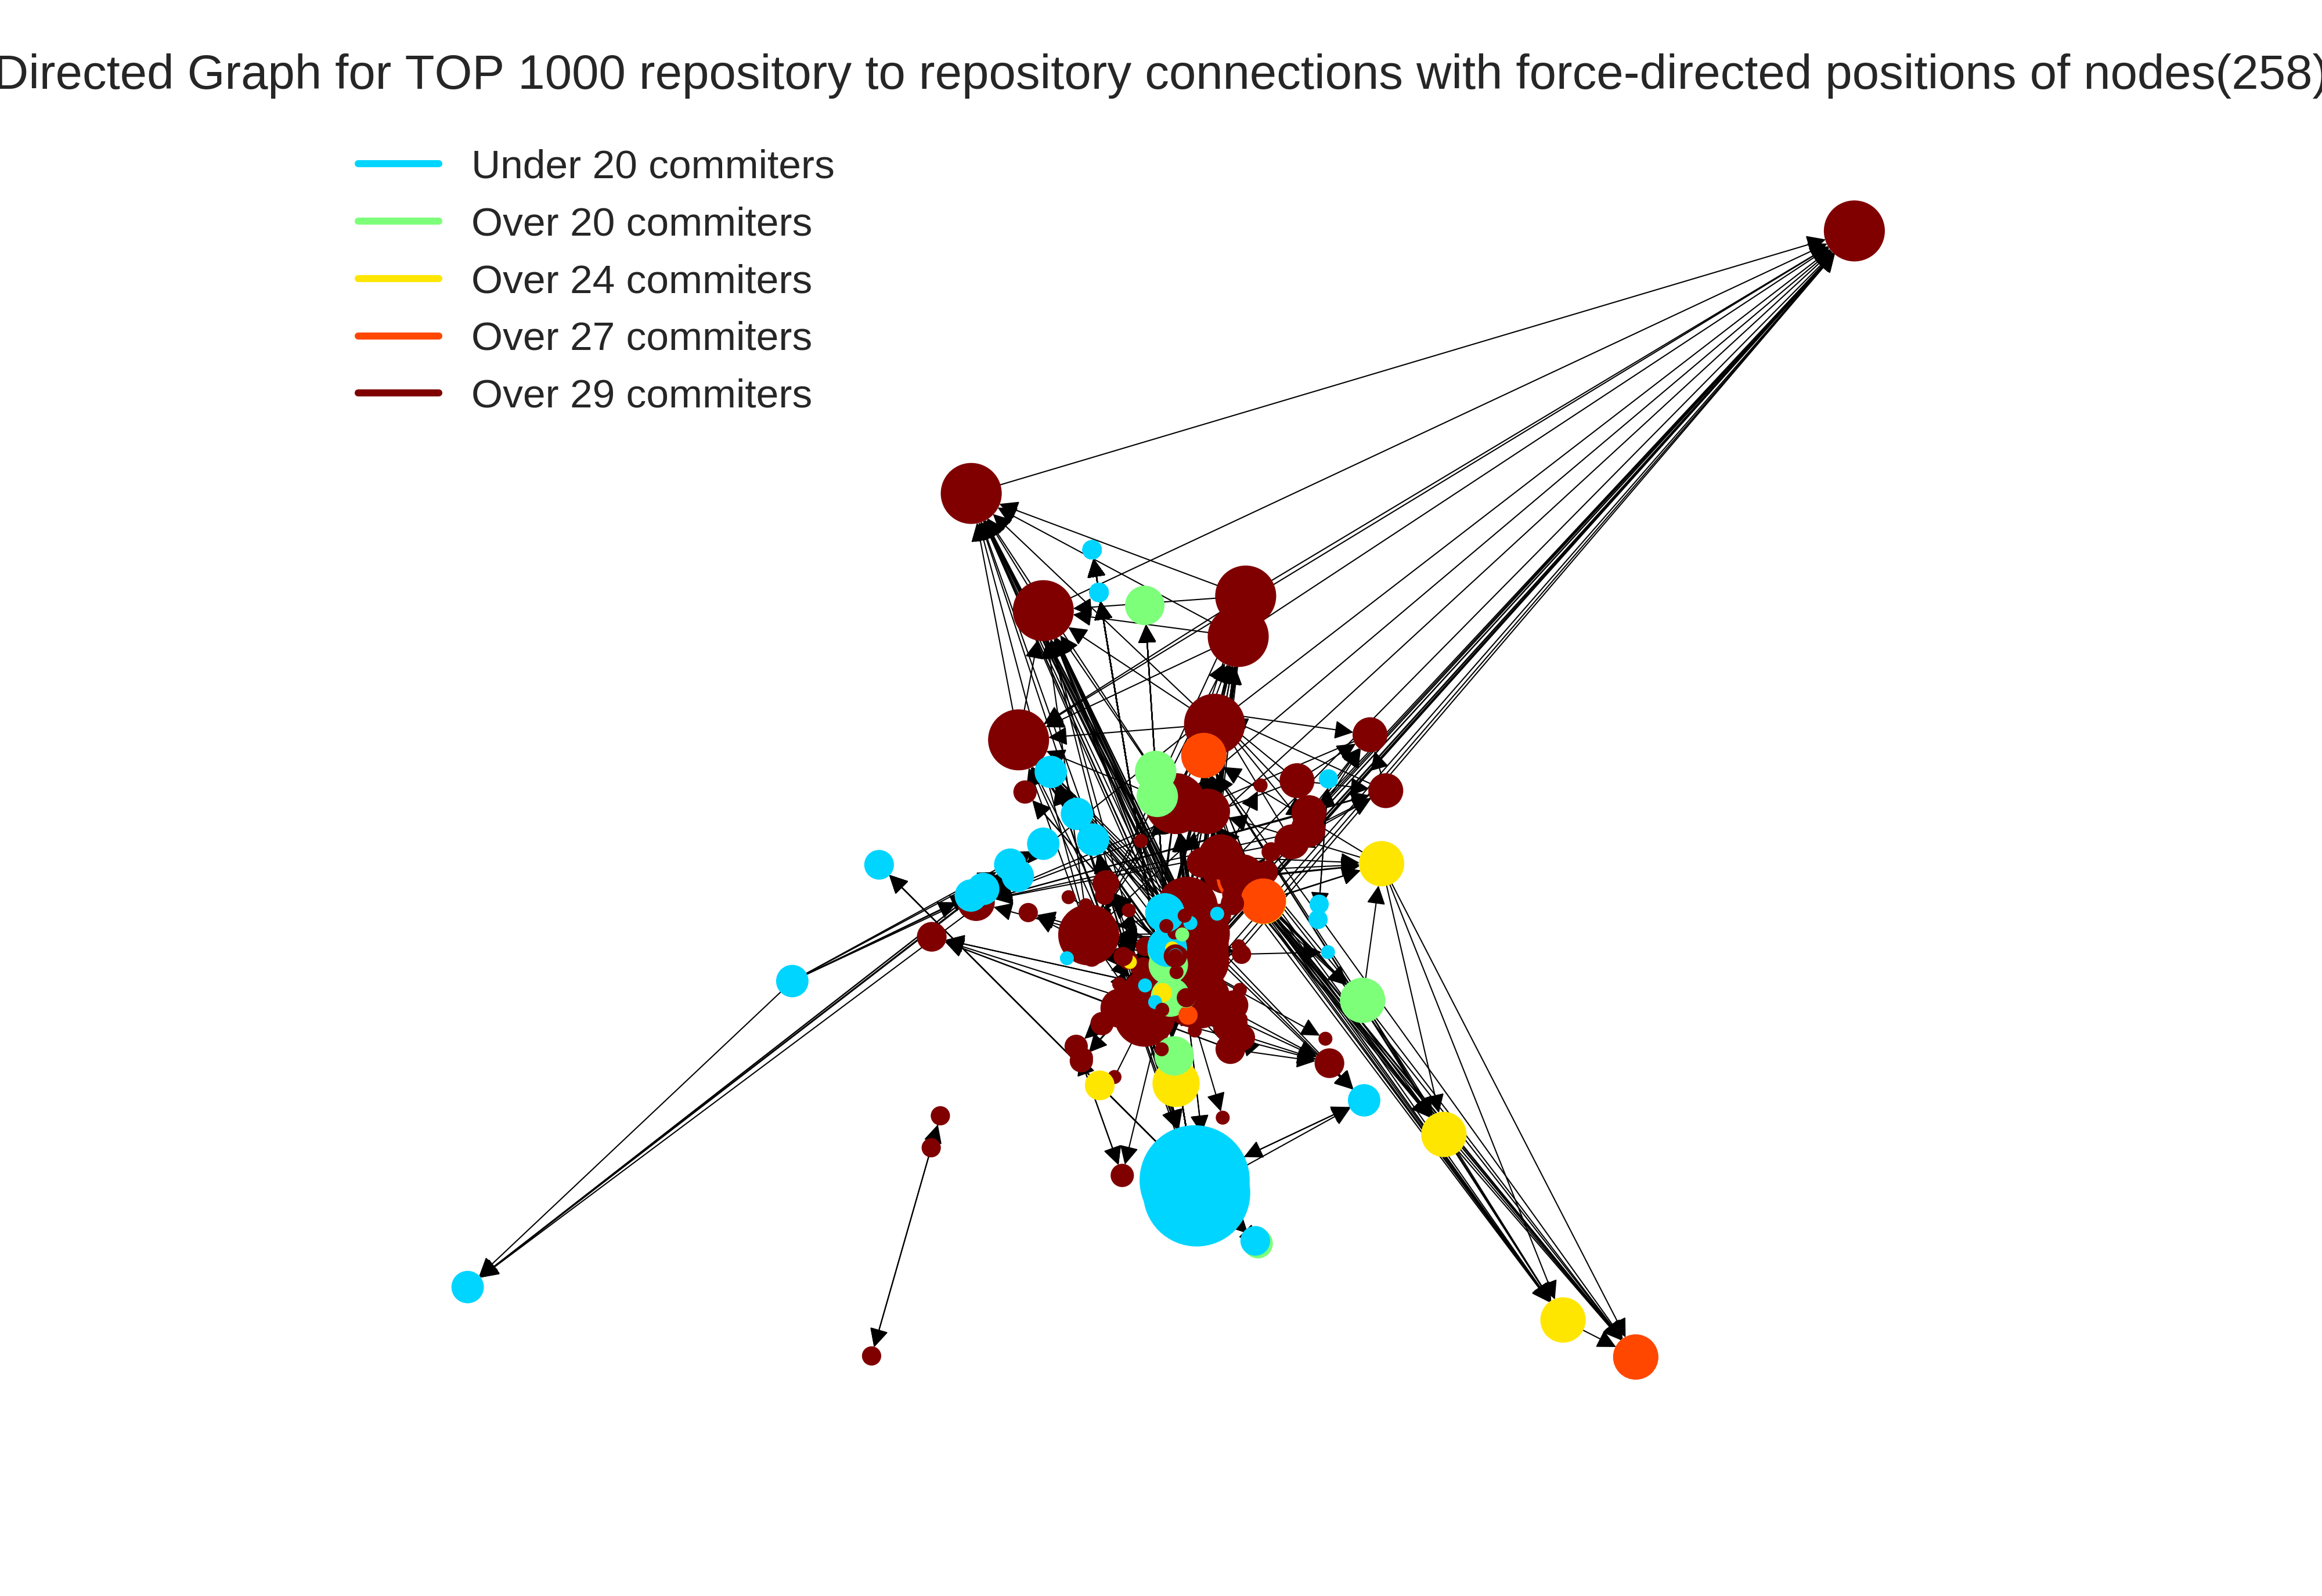 Directed Graph for TOP 1000 repository to repository connections with force-directed positions of nodes(258)
Under 20 commiters
Over 20 commiters
Over 24 commiters
Over 27 commiters
Over 29 commiters